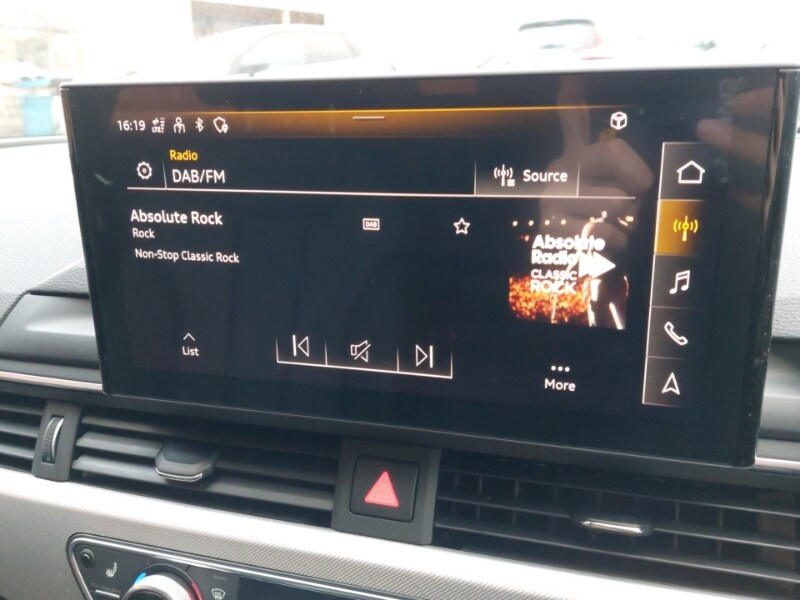 16:19 LTE
Radio
DAB/FM
Source
Absolute Rock
DAB
Rock
Non-Stop Classic Rock
Absolute
Radio
CLASSIC
ROCK
List
More